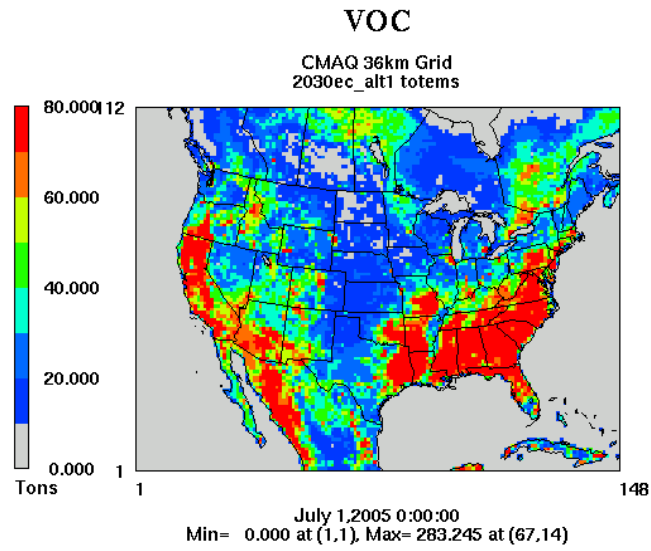 VOC
CMAQ 36km Grid
2030ec_alt1 totems
80.000
60.000
40.000
20.000
0.000
Tons
112
1
1
148
July 1,2005 0:00:00
Min= 0.000 at (1,1), Max= 283.245 at (67,14)